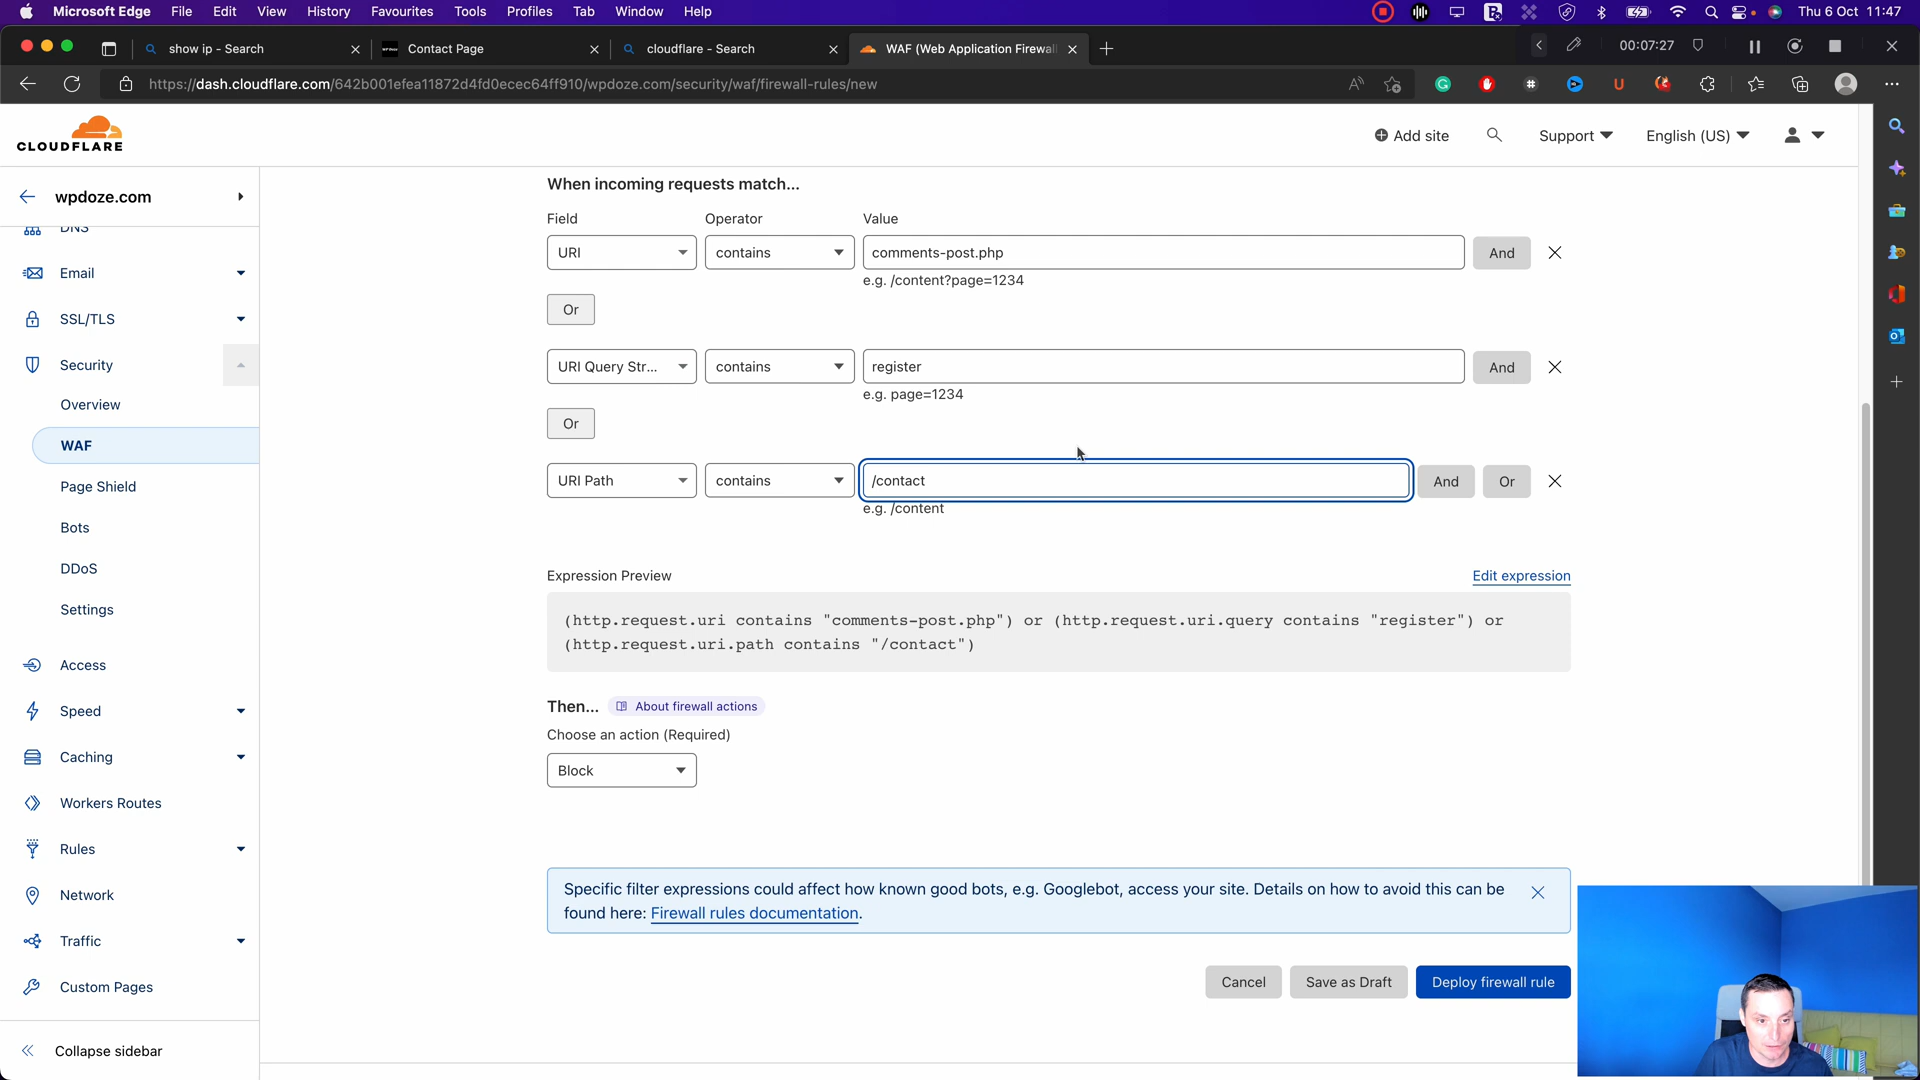 Microsoft Edge File Edit View History Favourites Tools Profiles Tab Window Help Thu 6 Oct 11:47
show ip - Search Contact Page cloudflare - Search WAF (Web Application Firewal 00:07:27
https://dash.cloudflare.com/642b001efea11872d4fd0ecec64ff910/wpdoze.com/security/waf/firewall-rules/new
CLOUDFLARE
Add site Support English (US)
wpdoze.com
DNS
Email
SSL/TLS
Security
Overview
WAF
Page Shield
Bots
DDoS
Settings
Access
Speed
Caching
Workers Routes
Rules
Network
Traffic
Custom Pages
Collapse sidebar
When incoming requests match...
Field Operator Value
URI contains comments-post.php And
e.g. /content?page=1234
Or
URI Query Str... contains register And
e.g. page=1234
Or
URI Path contains /contact And Or
e.g. /content
Expression Preview Edit expression
(http.request.uri contains "comments-post.php") or (http.request.uri.query contains "register") or
(http.request.uri.path contains "/contact")
Then... About firewall actions
Choose an action (Required)
Block
Specific filter expressions could affect how known good bots, e.g. Googlebot, access your site. Details on how to avoid this can be
found here: Firewall rules documentation.
Cancel Save as Draft Deploy firewall rule